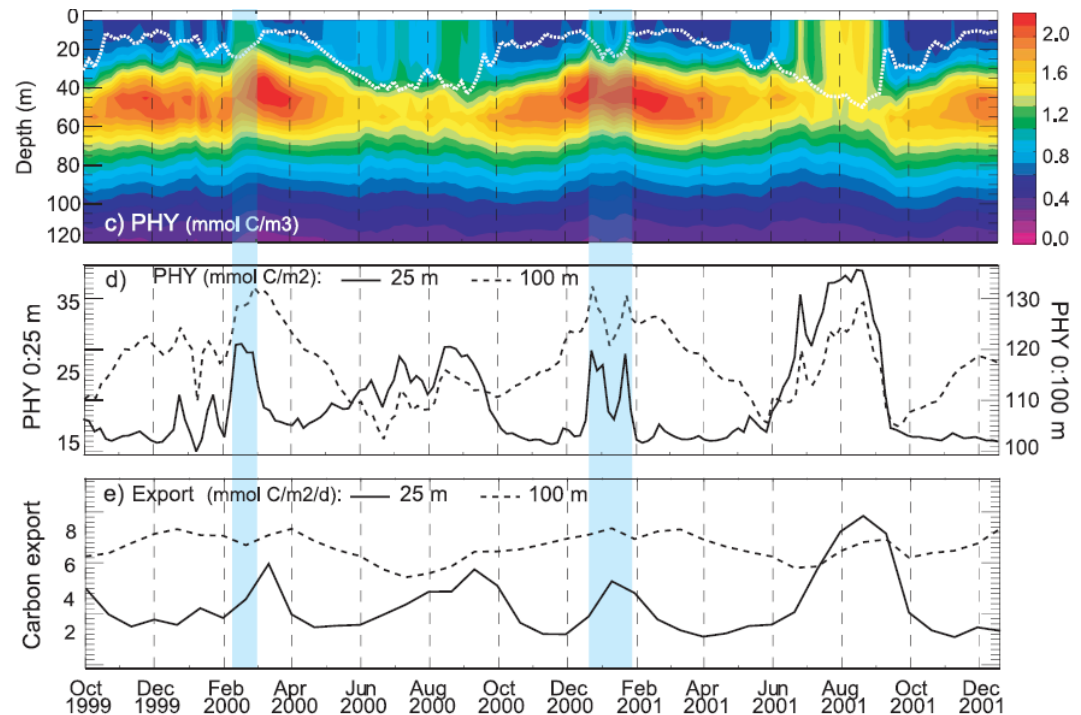 0
20
40
60
80
100
120
Depth (m)
c) PHY (mmol C/m3)
2.0
1.6
1.2
0.8
0.4
0.0
d) PHY (mmol C/m2): 25 m 100 m
35
25
15
PHY 0:25 m
130
120
110
100
PHY 0:100 m
e) Export (mmol C/m2/d): 25 m 100 m
8
6
4
2
Carbon export
Oct Dec Feb Apr Jun Aug Oct Dec Feb Apr Jun Aug Oct Dec
1999 1999 2000 2000 2000 2000 2000 2000 2001 2001 2001 2001 2001 2001